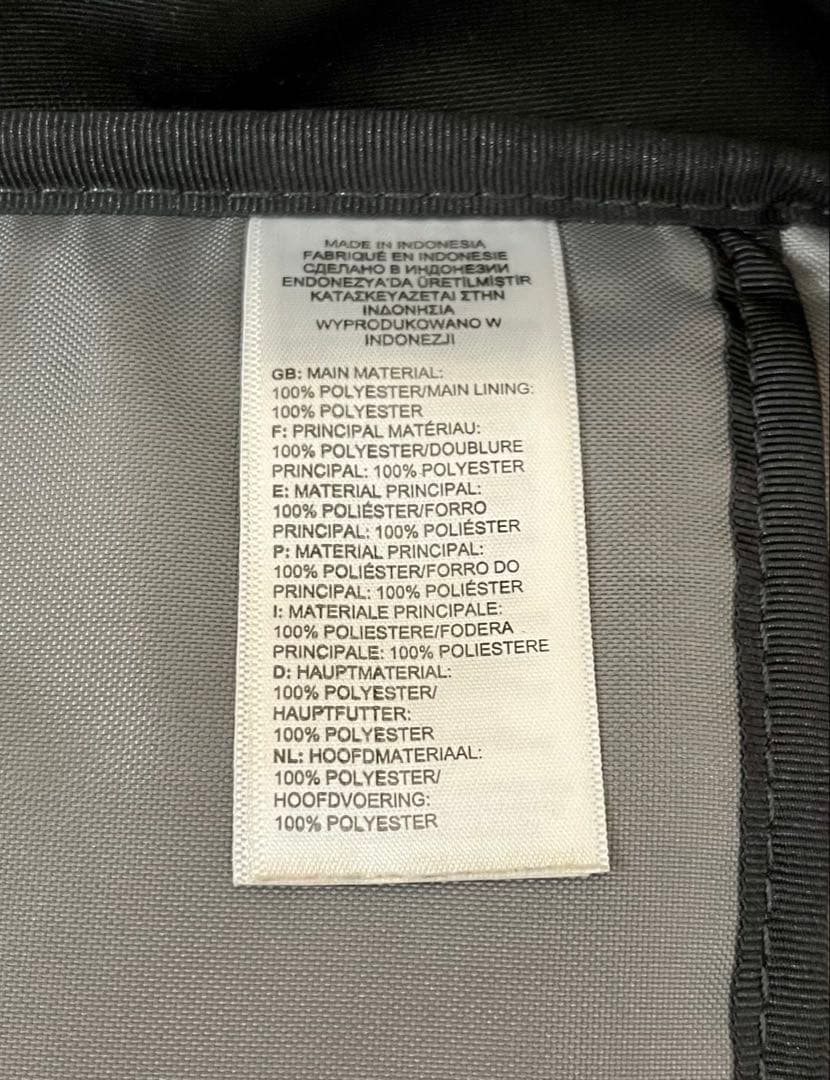 MADE IN INDONESIA
FABRIQUÉ EN INDONESIE
СДЕЛАНО В ИНДОНЕЗИИ
ENDONEZYA'DA ÜRETİLMİŞTİR
ΚΑΤΑΣΚΕΥΑΖΕΤΑΙ ΣΤΗΝ
ΙΝΔΟΝΗΣΙΑ
WYPRODUKOWANO W
INDONEZJI
GB: MAIN MATERIAL:
100% POLYESTER/MAIN LINING:
100% POLYESTER
F: PRINCIPAL MATÉRIAU:
100% POLYESTER/DOUBLURE
PRINCIPAL: 100% POLYESTER
E: MATERIAL PRINCIPAL:
100% POLIÉSTER/FORRO
PRINCIPAL: 100% POLIÉSTER
P: MATERIAL PRINCIPAL:
100% POLIÉSTER/FORRO DO
PRINCIPAL: 100% POLIÉSTER
I: MATERIALE PRINCIPALE:
100% POLIESTERE/FODERA
PRINCIPALE: 100% POLIESTERE
D: HAUPTMATERIAL:
100% POLYESTER/
HAUPTFUTTER:
100% POLYESTER
NL: HOOFDMATERIAAL:
100% POLYESTER/
HOOFDVOERING:
100% POLYESTER